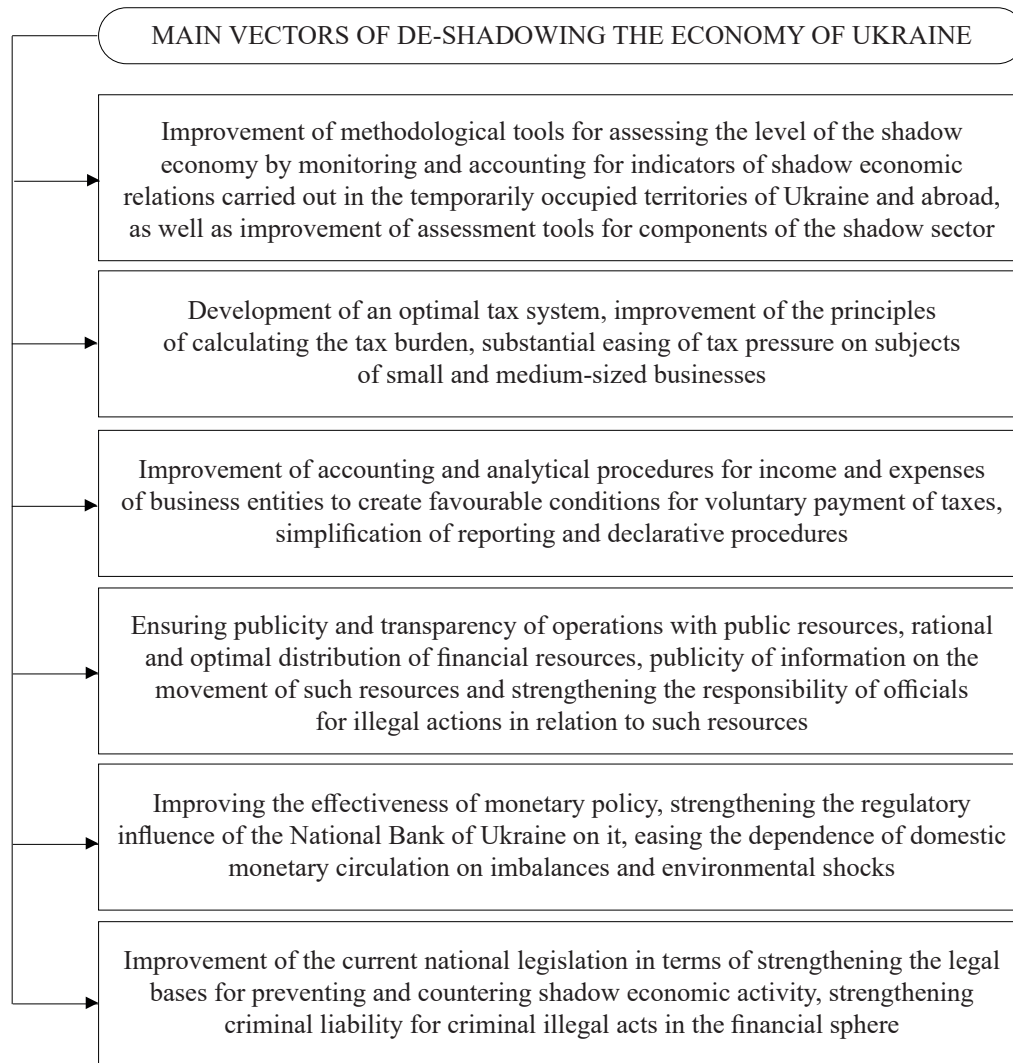 MAIN VECTORS OF DE-SHADOWING THE ECONOMY OF UKRAINE
Improvement of methodological tools for assessing the level of the shadow
economy by monitoring and accounting for indicators of shadow economic
relations carried out in the temporarily occupied territories of Ukraine and abroad,
as well as improvement of assessment tools for components of the shadow sector
Development of an optimal tax system, improvement of the principles
of calculating the tax burden, substantial easing of tax pressure on subjects
of small and medium-sized businesses
Improvement of accounting and analytical procedures for income and expenses
of business entities to create favourable conditions for voluntary payment of taxes,
simplification of reporting and declarative procedures
Ensuring publicity and transparency of operations with public resources, rational
and optimal distribution of financial resources, publicity of information on the
movement of such resources and strengthening the responsibility of officials
for illegal actions in relation to such resources
Improving the effectiveness of monetary policy, strengthening the regulatory
influence of the National Bank of Ukraine on it, easing the dependence of domestic
monetary circulation on imbalances and environmental shocks
Improvement of the current national legislation in terms of strengthening the legal
bases for preventing and countering shadow economic activity, strengthening
criminal liability for criminal illegal acts in the financial sphere